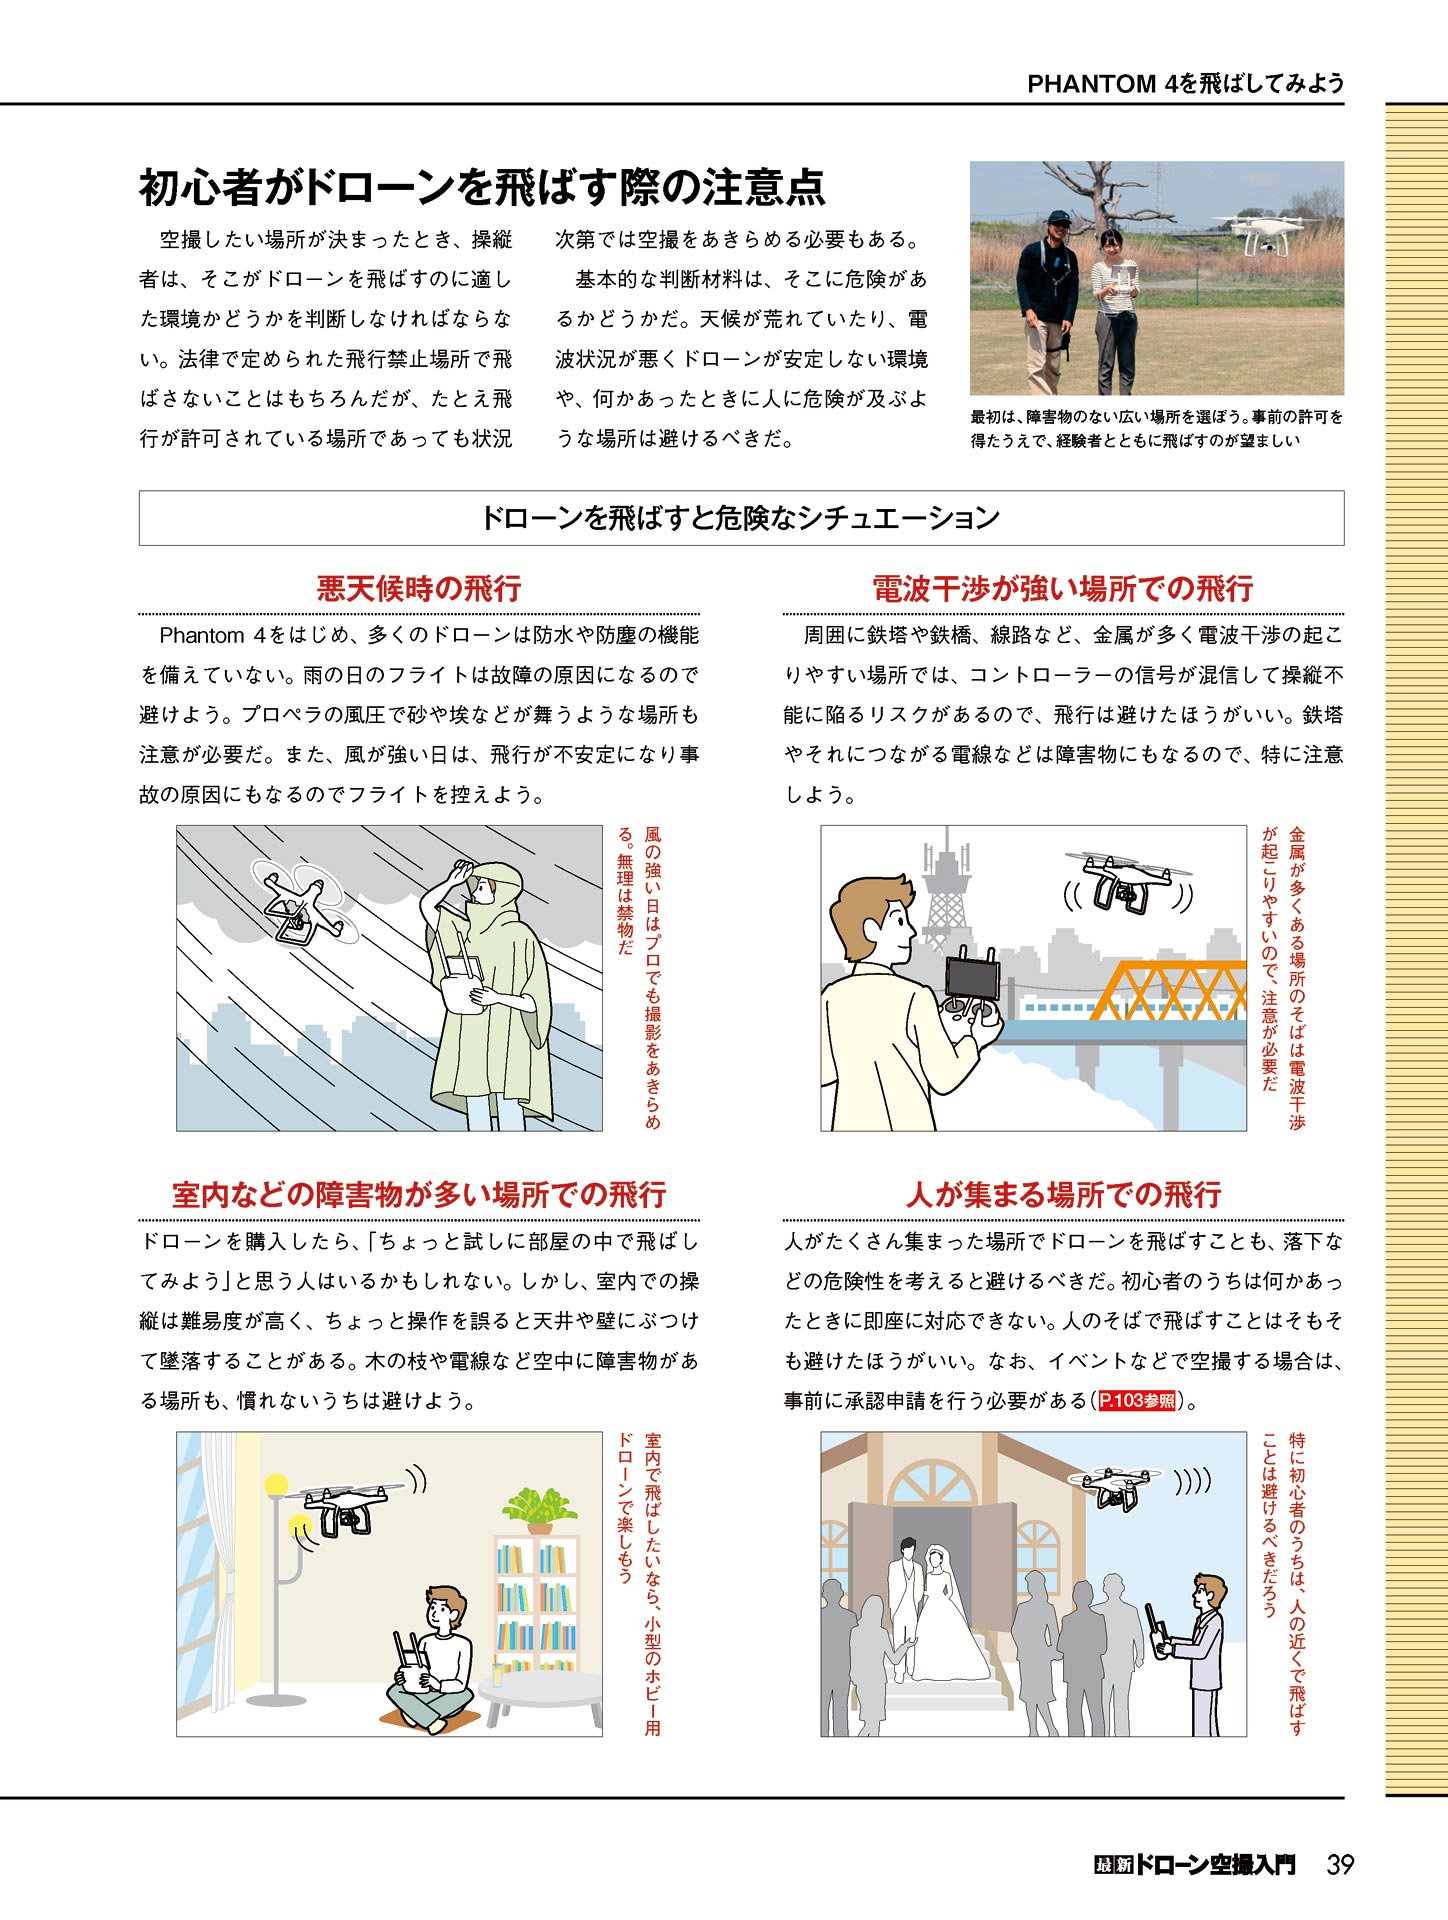 PHANTOM 4を飛ばしてみよう
初心者がドローンを飛ばす際の注意点
　空撮したい場所が決まったとき、操縦
者は、そこがドローンを飛ばすのに適し
た環境かどうかを判断しなければならな
い。法律で定められた飛行禁止場所で飛
ばさないことはもちろんだが、たとえ飛
行が許可されている場所であっても状況
次第では空撮をあきらめる必要もある。
　基本的な判断材料は、そこに危険があ
るかどうかだ。天候が荒れていたり、電
波状況が悪くドローンが安定しない環境
や、何かあったときに人に危険が及ぶよ
うな場所は避けるべきだ。
最初は、障害物のない広い場所を選ぼう。事前の許可を
得たうえで、経験者とともに飛ばすのが望ましい
ドローンを飛ばすと危険なシチュエーション
悪天候時の飛行
　Phantom 4をはじめ、多くのドローンは防水や防塵の機能
を備えていない。雨の日のフライトは故障の原因になるので
避けよう。プロペラの風圧で砂や埃などが舞うような場所も
注意が必要だ。また、風が強い日は、飛行が不安定になり事
故の原因にもなるのでフライトを控えよう。
風の強い日はプロでも撮影をあきらめ
る。無理は禁物だ
電波干渉が強い場所での飛行
　周囲に鉄塔や鉄橋、線路など、金属が多く電波干渉の起こ
りやすい場所では、コントローラーの信号が混信して操縦不
能に陥るリスクがあるので、飛行は避けたほうがいい。鉄塔
やそれにつながる電線などは障害物にもなるので、特に注意
しよう。
金属が多くある場所のそばは電波干渉
が起こりやすいので、注意が必要だ
室内などの障害物が多い場所での飛行
ドローンを購入したら、「ちょっと試しに部屋の中で飛ばし
てみよう」と思う人はいるかもしれない。しかし、室内での操
縦は難易度が高く、ちょっと操作を誤ると天井や壁にぶつけ
て墜落することがある。木の枝や電線など空中に障害物があ
る場所も、慣れないうちは避けよう。
室内で飛ばしたいなら、小型のホビー用
ドローンで楽しもう
人が集まる場所での飛行
人がたくさん集まった場所でドローンを飛ばすことも、落下な
どの危険性を考えると避けるべきだ。初心者のうちは何かあっ
たときに即座に対応できない。人のそばで飛ばすことはそもそ
も避けたほうがいい。なお、イベントなどで空撮する場合は、
事前に承認申請を行う必要がある（P.103参照）。
特に初心者のうちは、人の近くで飛ばす
ことは避けるべきだろう
最新ドローン空撮入門 39